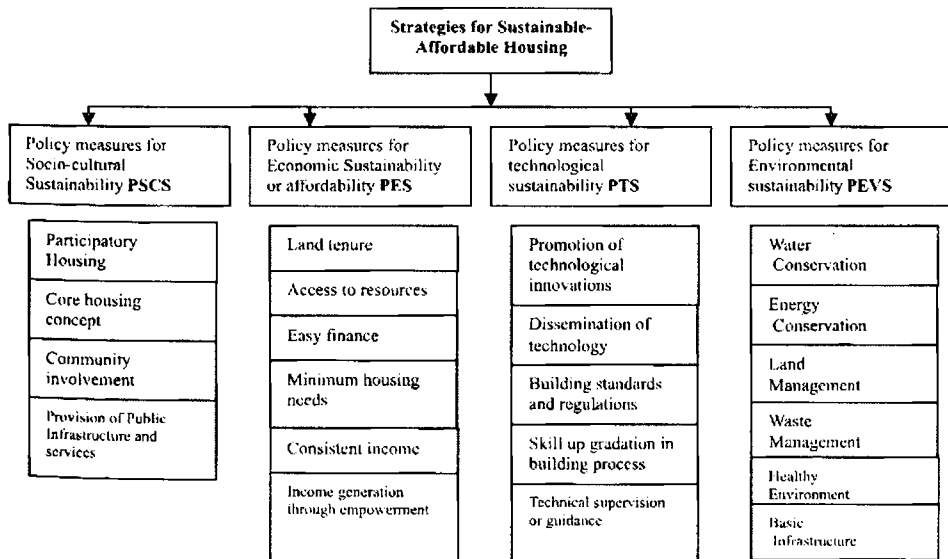 Strategies for Sustainable-
Affordable Housing
Policy measures for
Socio-cultural
Sustainability PSCS
Policy measures for
Economic Sustainability
or affordability PES
Policy measures for
technological
sustainability PTS
Policy measures for
Environmental
sustainability PEVS
Participatory
Housing
Core housing
concept
Community
involvement
Provision of Public
Infrastructure and
services
Land tenure
Access to resources
Easy finance
Minimum housing
needs
Consistent income
Income generation
through empowerment
Promotion of
technological
innovations
Dissemination of
technology
Building standards
and regulations
Skill up gradation in
building process
Technical supervision
or guidance
Water
Conservation
Energy
Conservation
Land
Management
Waste
Management
Healthy
Environment
Basic
Infrastructure